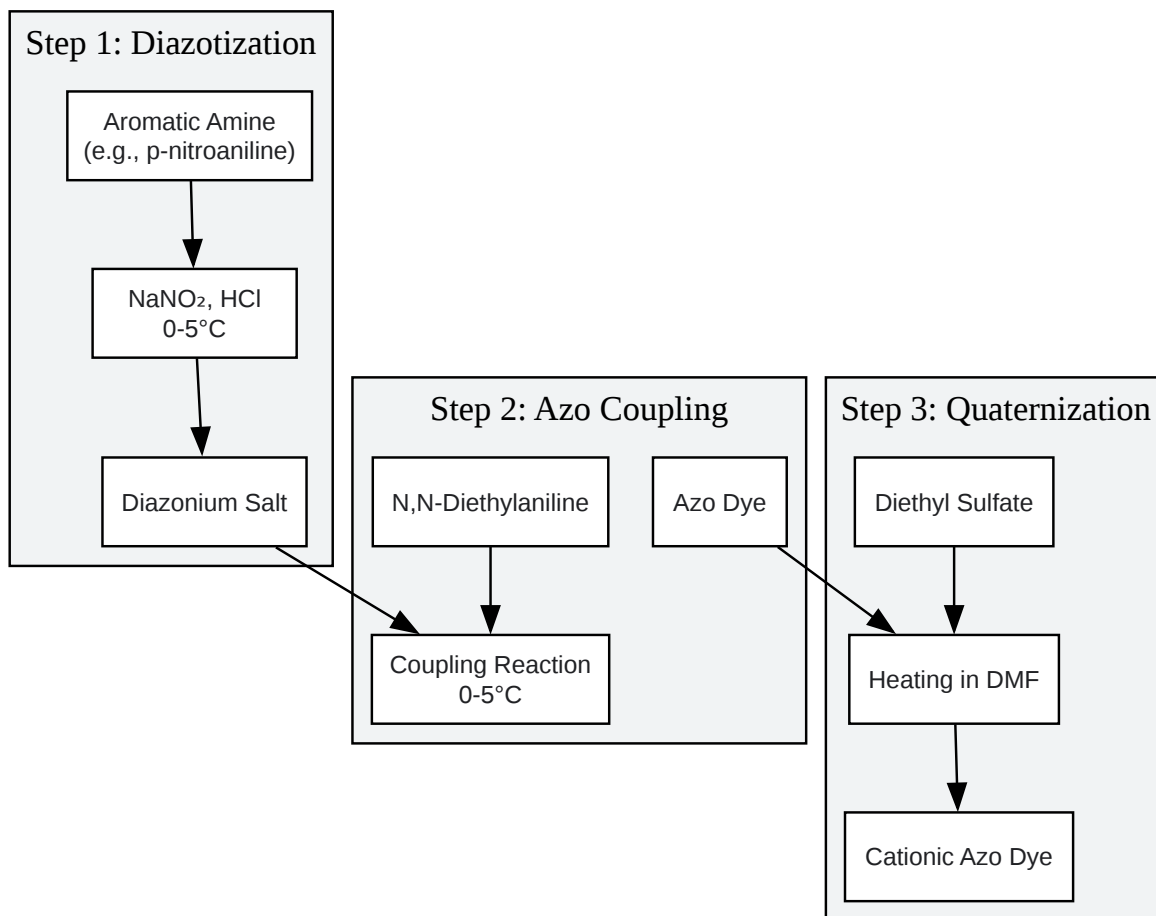 Step 1: Diazotization
Aromatic Amine
(e.g., p-nitroaniline)
NaNO₂, HCl
0-5°C
Diazonium Salt
Step 2: Azo Coupling
N,N-Diethylaniline
Azo Dye
Coupling Reaction
0-5°C
Step 3: Quaternization
Diethyl Sulfate
Heating in DMF
Cationic Azo Dye